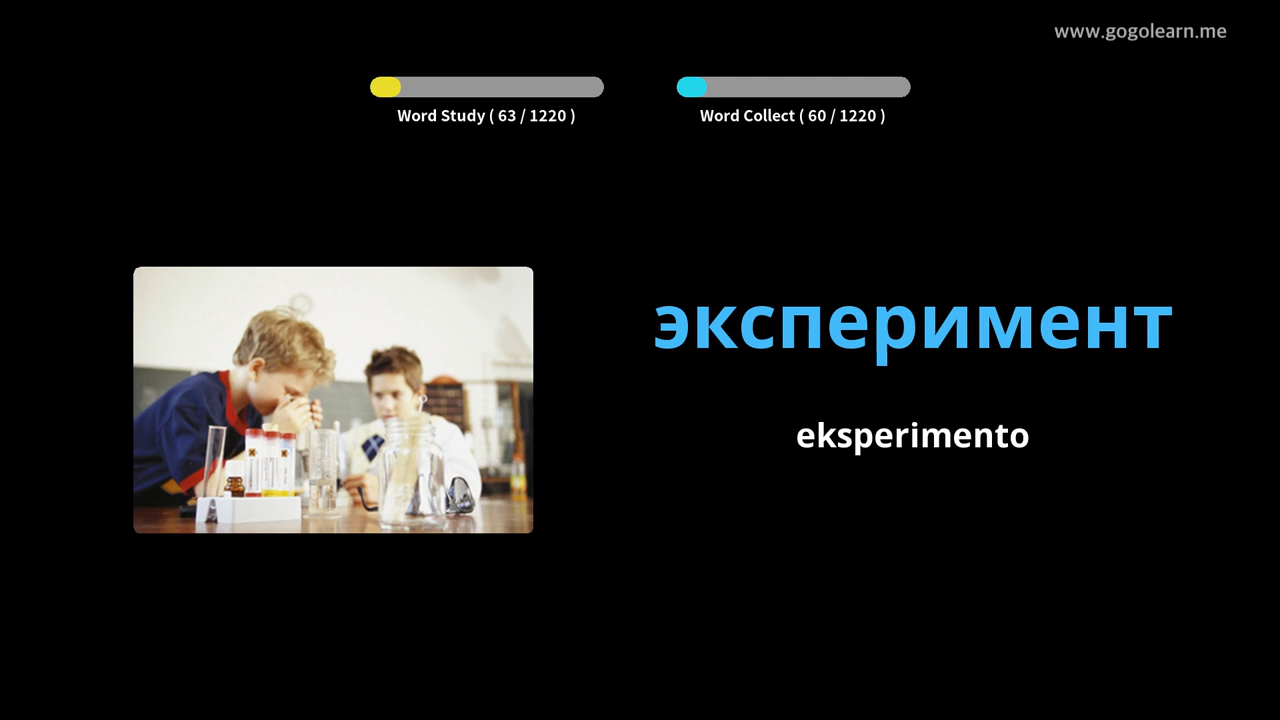 www.gogolearn.me
Word Study ( 63 / 1220 )
Word Collect ( 60 / 1220 )
эксперимент
eksperimento